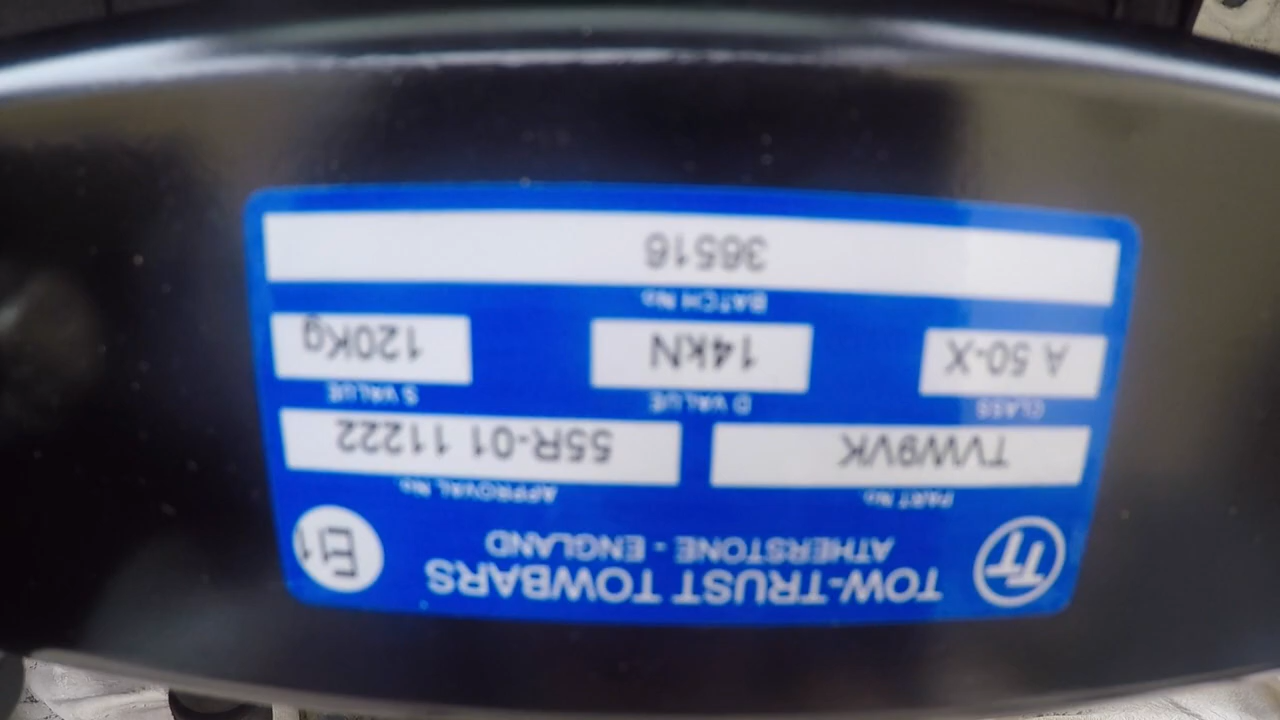 TT
TOW-TRUST TOWBARS
ATHERSTONE - ENGLAND
PART No.
APPROVAL No.
TVW9VK
55R-01 11222
CLASS
D VALUE
S VALUE
A 50-X
14kN
120Kg
BATCH No.
36516